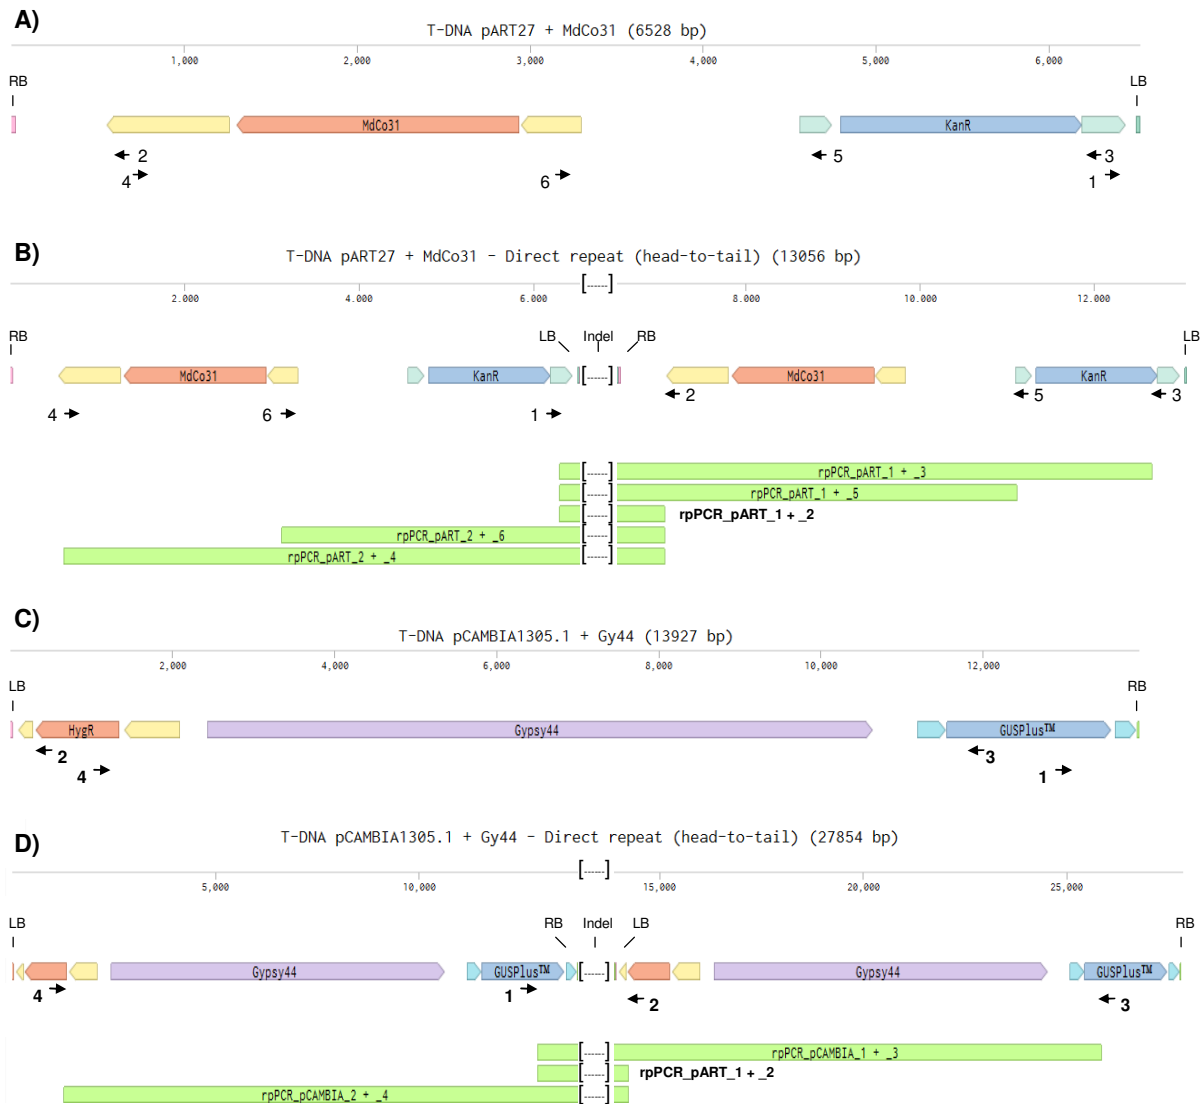 A)
T-DNA pART27 + MdCo31 (6528 bp)
1,000 2,000 3,000 4,000 5,000 6,000
RB LB
MdCo31 KanR
2 5 3
4 6 1
B)
T-DNA pART27 + MdCo31 - Direct repeat (head-to-tail) (13056 bp)
[------]
2.000 4.000 6.000 8.000 10.000 12.000
RB LB Indel RB LB
MdCo31 KanR [------] MdCo31 KanR
2 5 3
4 6 1
[------] rpPCR_pART_1 + _3
[------] rpPCR_pART_1 + _5
[------] rpPCR_pART_1 + _2
rpPCR_pART_2 + _6 [------]
rpPCR_pART_2 + _4 [------]
C)
T-DNA pCAMBIA1305.1 + Gy44 (13927 bp)
2,000 4,000 6,000 8,000 10,000 12,000
LB RB
HygR Gypsy44 GUSPlus™
2 3
4 1
D)
T-DNA pCAMBIA1305.1 + Gy44 - Direct repeat (head-to-tail) (27854 bp)
[------]
5,000 10,000 15,000 20,000 25,000
LB RB Indel LB RB
Gypsy44 GUSPlus™ [------] Gypsy44 GUSPlus™
4 1 2 3
[------] rpPCR_pCAMBIA_1 + _3
[------] rpPCR_pART_1 + _2
rpPCR_pCAMBIA_2 + _4 [------]